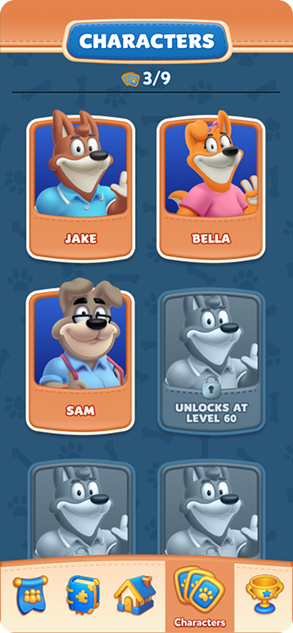 CHARACTERS
3/9
JAKE
BELLA
SAM
UNLOCKS AT
LEVEL 60
Characters